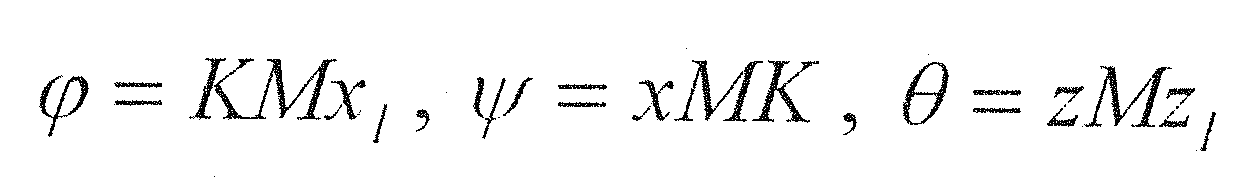 φ = KMx₁ , ψ = xMK , θ = zMz₁